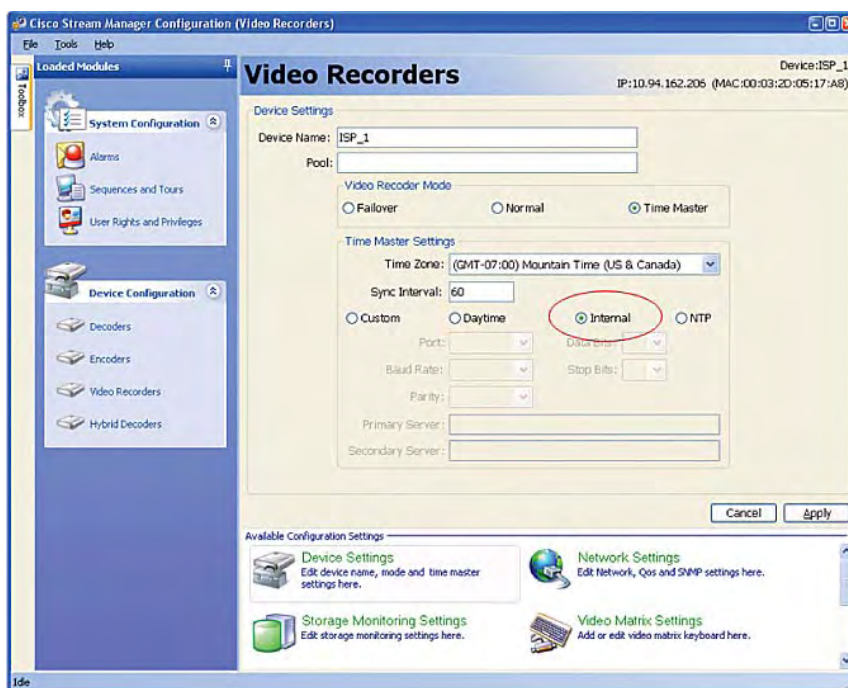 Cisco Stream Manager Configuration (Video Recorders)
File Tools Help
Toolbox
Loaded Modules
System Configuration
Alarms
Sequences and Tours
User Rights and Privileges
Device Configuration
Decoders
Encoders
Video Recorders
Hybrid Decoders
Video Recorders
Device:ISP_1
IP:10.94.162.206 (MAC:00:03:2D:05:17:A8)
Device Settings
Device Name: ISP_1
Pool:
Video Recoder Mode
Failover Normal Time Master
Time Master Settings
Time Zone: (GMT-07:00) Mountain Time (US & Canada)
Sync Interval: 60
Custom Daytime Internal NTP
Port: Data Bits:
Baud Rate: Stop Bits:
Parity:
Primary Server:
Secondary Server:
Cancel Apply
Available Configuration Settings
Device Settings
Edit device name, mode and time master
settings here.
Network Settings
Edit Network, Qos and SNMP settings here.
Storage Monitoring Settings
Edit storage monitoring settings here.
Video Matrix Settings
Add or edit video matrix keyboard here.
Idle